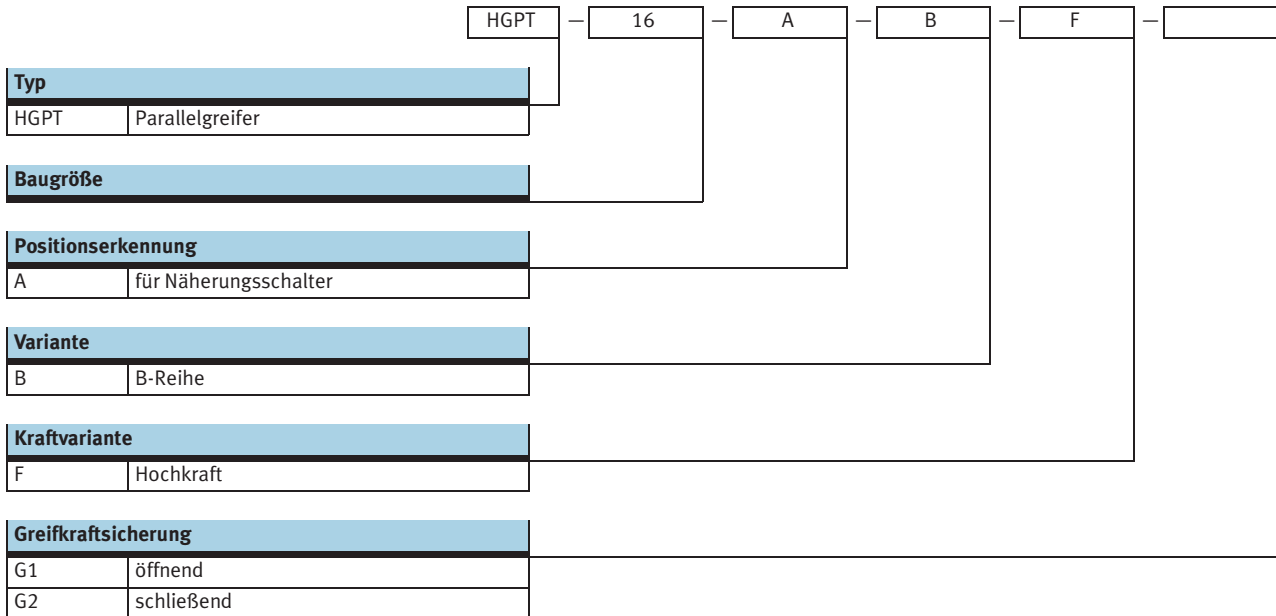 HGPT — 16 — A — B — F —
Typ
HGPT Parallelgreifer
Baugröße
Positionserkennung
A für Näherungsschalter
Variante
B B-Reihe
Kraftvariante
F Hochkraft
Greifkraftsicherung
G1 öffnend
G2 schließend